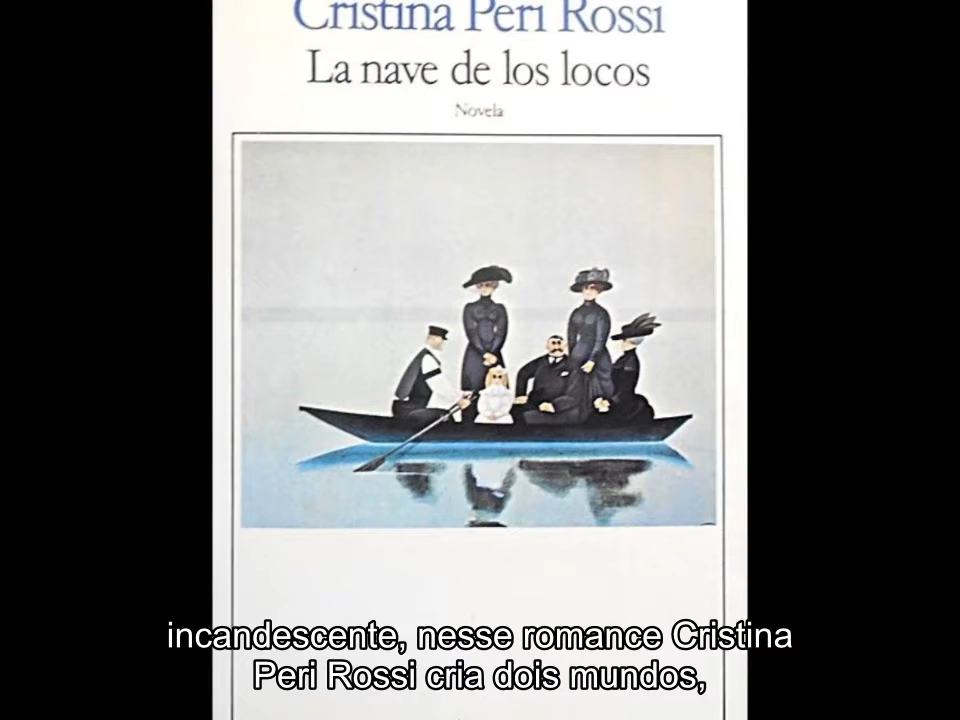 Cristina Peri Rossi
La nave de los locos
Novela
incandescente, nesse romance Cristina
Peri Rossi cria dois mundos,